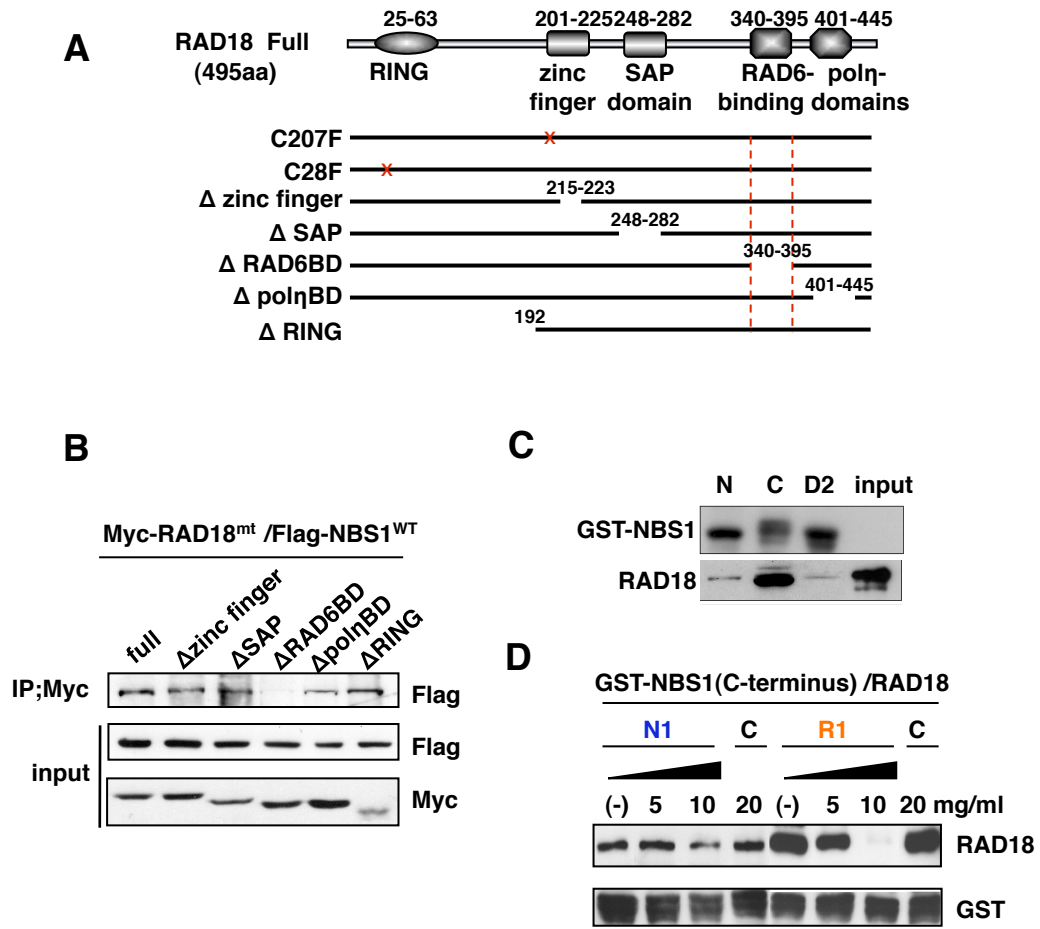 A
25-63 201-225 248-282 340-395 401-445
RAD18 Full
(495aa)
RING
zinc finger
SAP domain
RAD6- polη-
binding domains
C207F
x
C28F
x
Δ zinc finger
215-223
Δ SAP
248-282
Δ RAD6BD
340-395
Δ polηBD
401-445
Δ RING
192
B
Myc-RAD18mt /Flag-NBS1WT
full
Δzinc finger
ΔSAP
ΔRAD6BD
ΔpolηBD
ΔRING
IP;Myc
Flag
input
Flag
Myc
C
N C D2 input
GST-NBS1
RAD18
D
GST-NBS1(C-terminus) /RAD18
N1 C R1 C
(-) 5 10 20 (-) 5 10 20 mg/ml
RAD18
GST